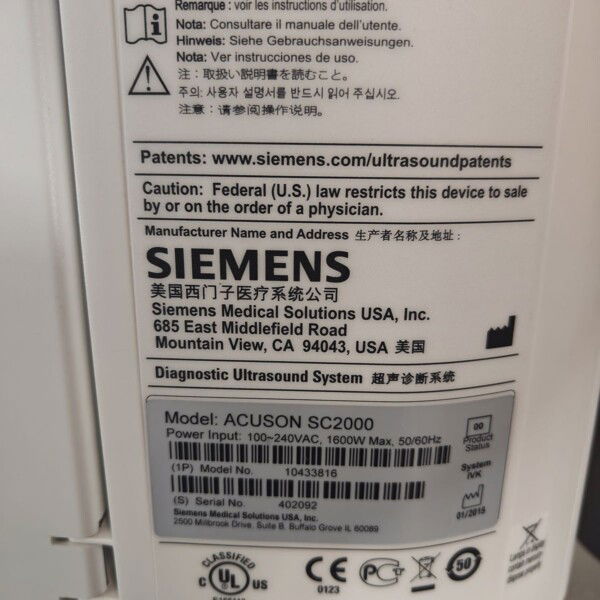 Remarque : voir les instructions d'utilisation.
Nota: Consultare il manuale dell'utente.
Hinweis: Siehe Gebrauchsanweisungen.
Nota: Ver instrucciones de uso.
注：取扱い説明書を読むこと。
주의: 사용자 설명서를 반드시 읽어 주십시오.
注意：请参阅操作说明。
Patents: www.siemens.com/ultrasoundpatents
Caution: Federal (U.S.) law restricts this device to sale
by or on the order of a physician.
Manufacturer Name and Address 生产者名称及地址：
SIEMENS
美国西门子医疗系统公司
Siemens Medical Solutions USA, Inc.
685 East Middlefield Road
Mountain View, CA 94043, USA 美国
Diagnostic Ultrasound System 超声诊断系统
Model: ACUSON SC2000
Power Input: 100~240VAC, 1600W Max, 50/60Hz
(1P) Model No. 10433816
(S) Serial No. 402092
Siemens Medical Solutions USA, Inc.
2500 Millbrook Drive. Suite B. Buffalo Grove IL 60089
00
Product
Status
System
IVK
01/2015
CLASSIFIED
C UL US
CE
0123
50